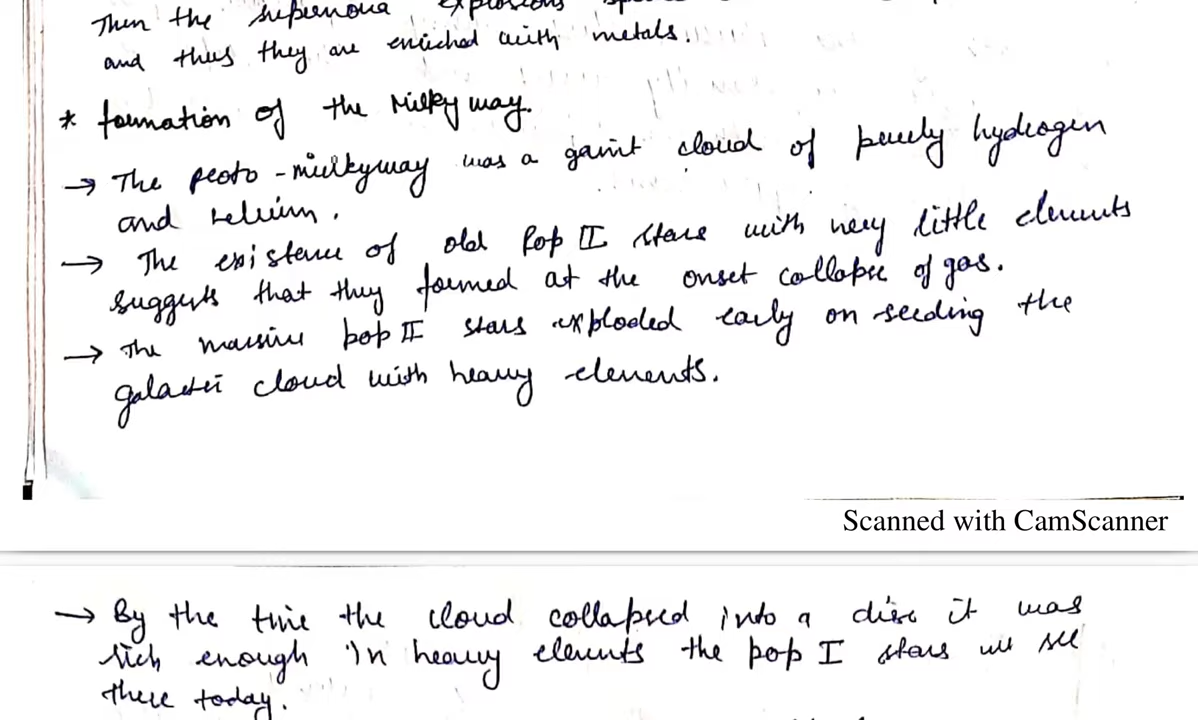 Then the supernova explosions
and thus they are enriched with metals.
* formation of the Milky way.
→ The proto-milkyway was a gaint cloud of purely hydrogen
and helium.
→ The existence of old Pop II stars with very little elements
suggests that they formed at the onset collapse of gas.
→ The massive pop II stars exploded early on seeding the
galactic cloud with heavy elements.
Scanned with CamScanner
→ By the time the cloud collapsed into a disc it was
rich enough in heavy elements the pop I stars we see
there today.